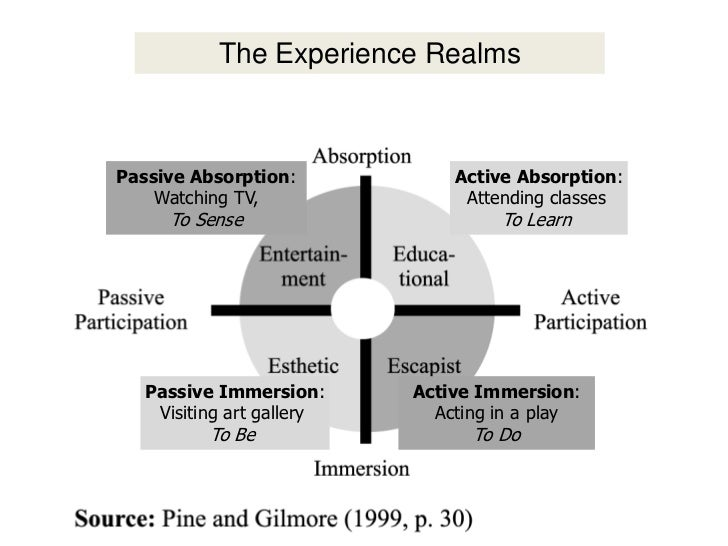 The Experience Realms
Absorption
Passive Absorption:
Watching TV,
To Sense
Active Absorption:
Attending classes
To Learn
Entertain-
ment
Educa-
tional
Passive
Participation
Active
Participation
Esthetic
Escapist
Passive Immersion:
Visiting art gallery
To Be
Active Immersion:
Acting in a play
To Do
Immersion
Source: Pine and Gilmore (1999, p. 30)